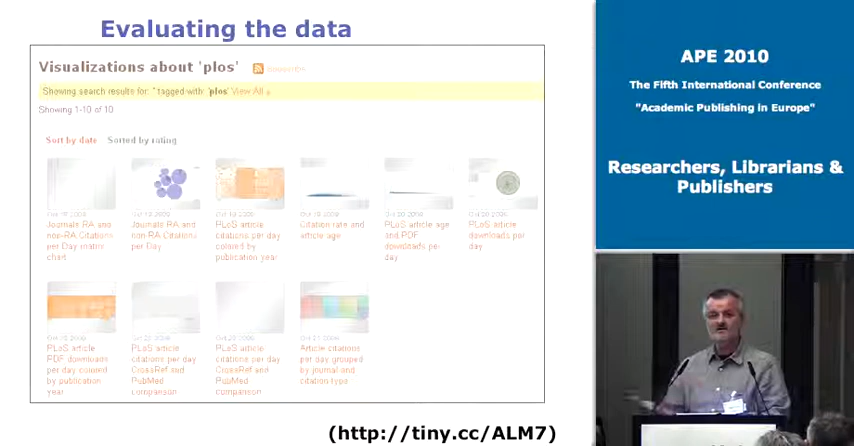 Evaluating the data
Visualizations about 'plos'
Showing search results for: '' tagged with: 'plos' View All »
Showing 1-10 of 10
Sort by date Sorted by rating
Journals RA and
non-RA Citations
per Day matrix
chart
Journals RA and
non RA Citations
per Day
PLoS article
citations per day
colored by
publication year
Citation rate and
article age
PLoS article age
and PDF
downloads per
day
PLoS article
downloads per
day
PLoS article
PDF downloads
per day colored
by publication
year
PLoS article
citations per day
CrossRef and
PubMed
comparison
PLoS article
citations per day
CrossRef and
PubMed
comparison
Article citations
per day grouped
by journal and
citation type
(http://tiny.cc/ALM7)
APE 2010
The Fifth International Conference
"Academic Publishing in Europe"
Researchers, Librarians &
Publishers